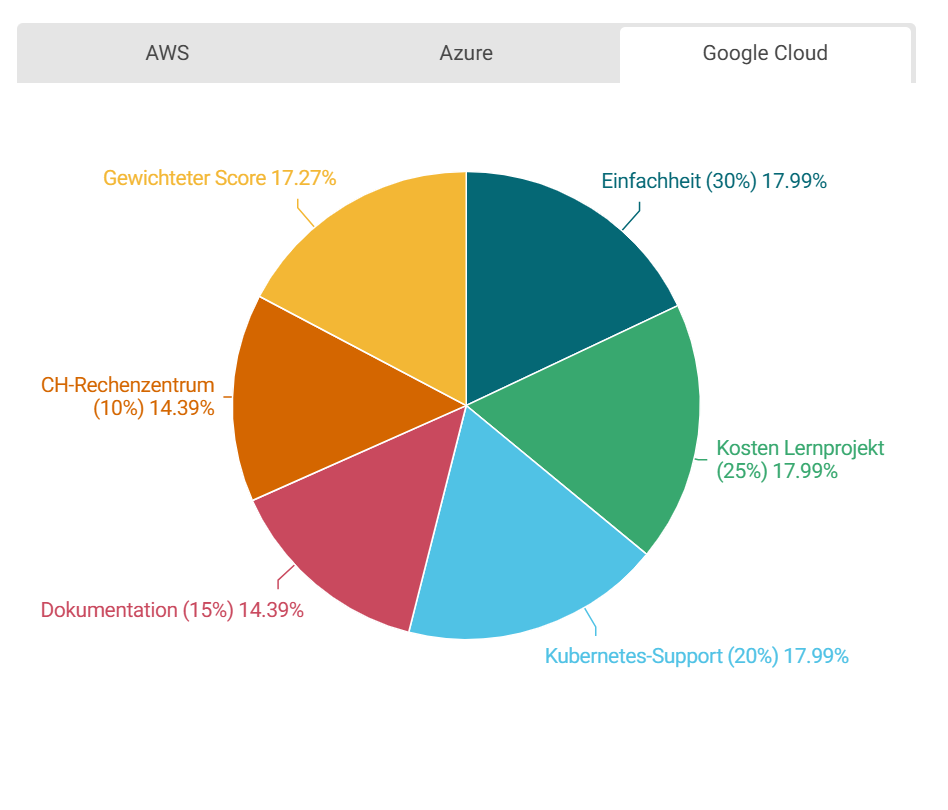 AWS
Azure
Google Cloud
Gewichteter Score 17.27%
Einfachheit (30%) 17.99%
CH-Rechenzentrum
(10%) 14.39%
Kosten Lernprojekt
(25%) 17.99%
Dokumentation (15%) 14.39%
Kubernetes-Support (20%) 17.99%